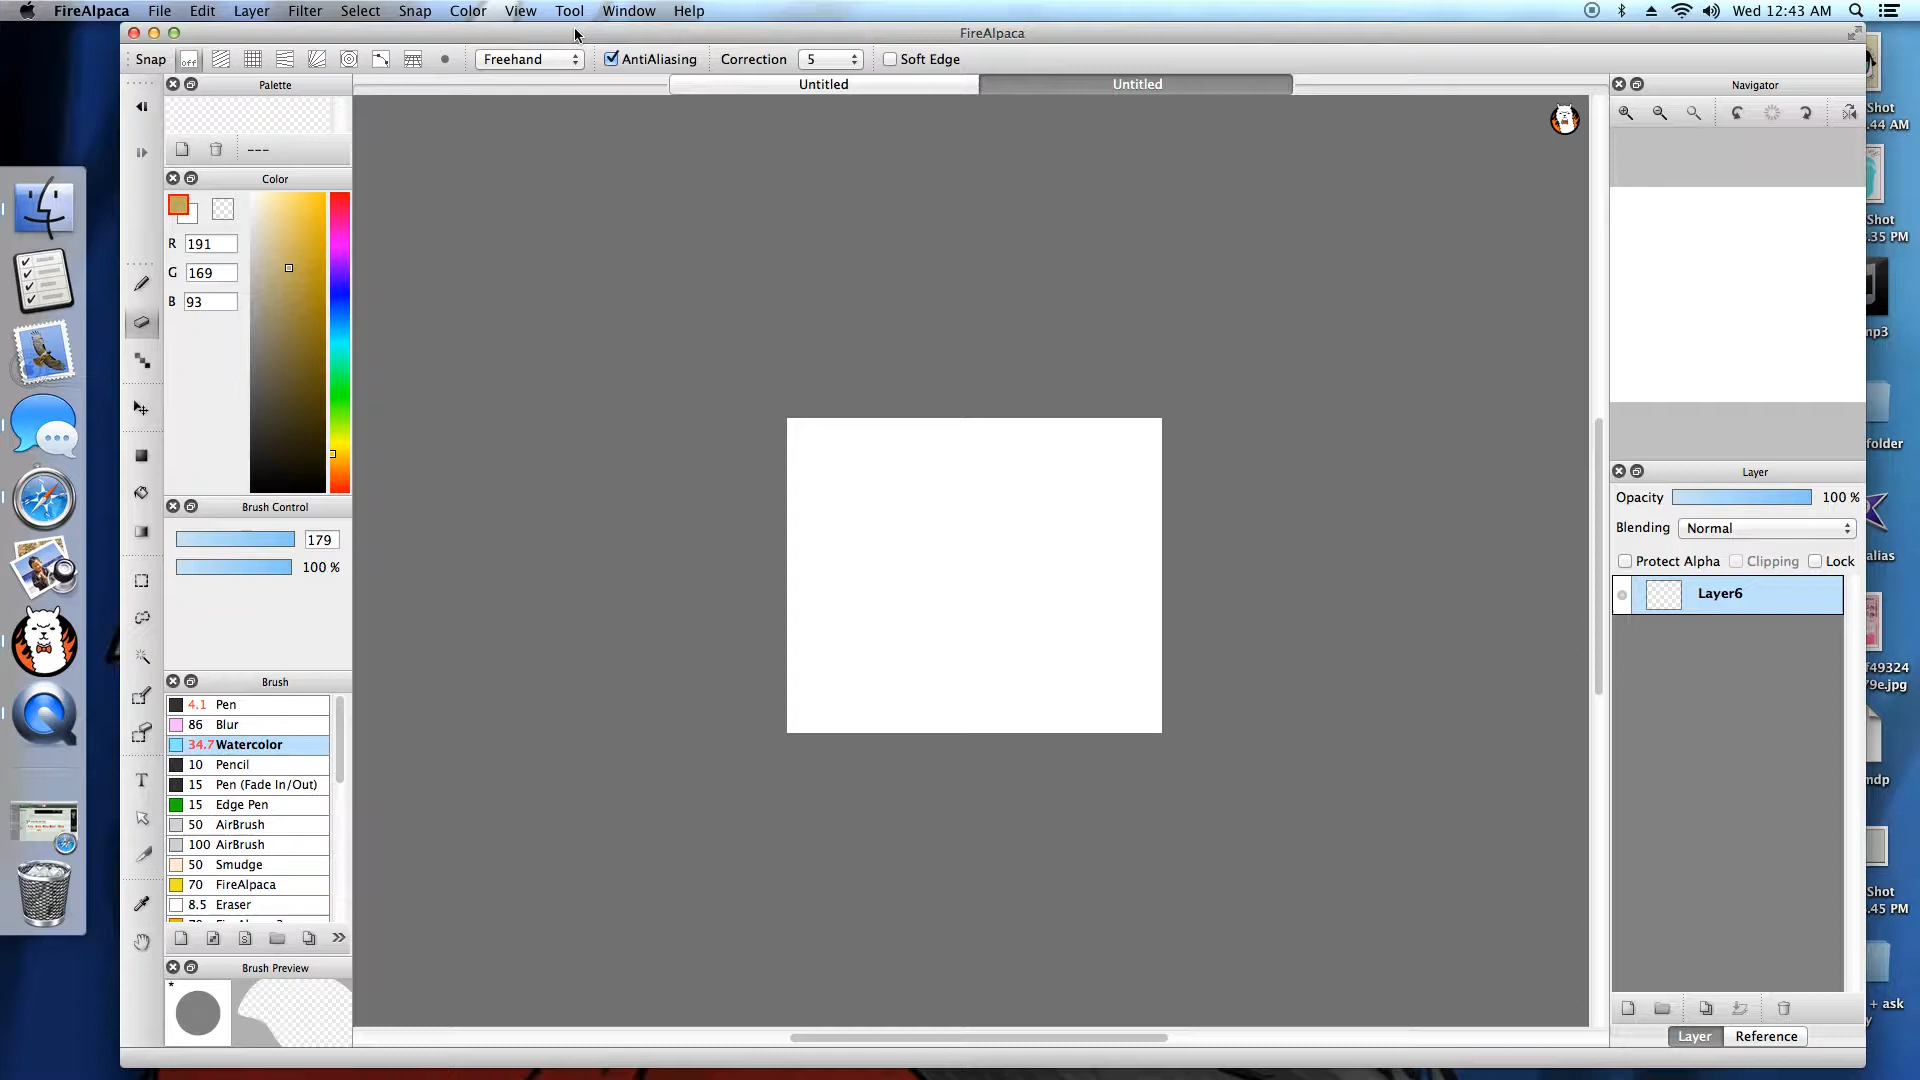 FireAlpaca File Edit Layer Filter Select Snap Color View Tool Window Help Wed 12:43 AM
FireAlpaca
Snap off Freehand AntiAliasing Correction 5 Soft Edge
Palette
Untitled Untitled
Navigator
---
Color
R 191
G 169
B 93
Brush Control
179
100 %
Brush
4.1 Pen
86 Blur
34.7 Watercolor
10 Pencil
15 Pen (Fade In/Out)
15 Edge Pen
50 AirBrush
100 AirBrush
50 Smudge
70 FireAlpaca
8.5 Eraser
Brush Preview
*
Layer
Opacity 100 %
Blending Normal
Protect Alpha Clipping Lock
Layer6
Layer Reference
T
Shot
.44 AM
Shot
.35 PM
mp3
folder
alias
f49324
79e.jpg
mdp
Shot
.45 PM
+ ask
y